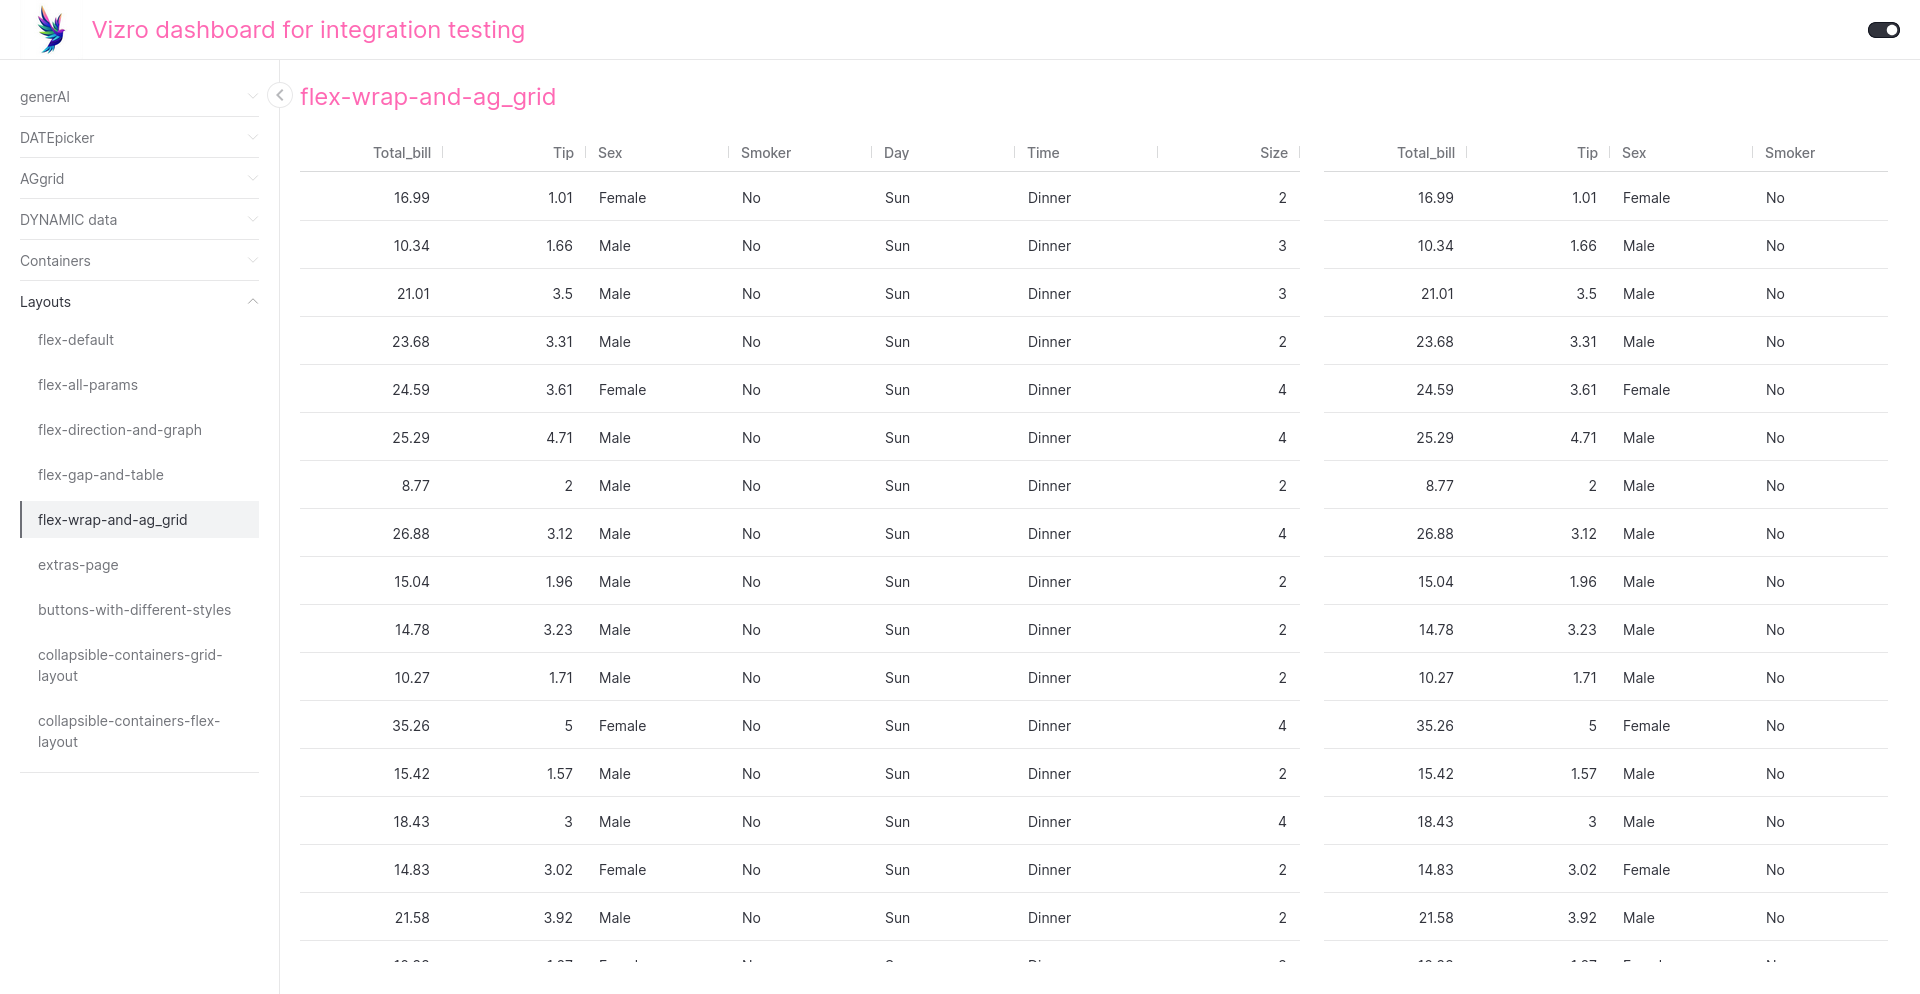 Vizro dashboard for integration testing
generAI
DATEpicker
AGgrid
DYNAMIC data
Containers
Layouts
flex-default
flex-all-params
flex-direction-and-graph
flex-gap-and-table
flex-wrap-and-ag_grid
extras-page
buttons-with-different-styles
collapsible-containers-grid-
layout
collapsible-containers-flex-
layout
flex-wrap-and-ag_grid
Total_bill Tip Sex Smoker Day Time Size Total_bill Tip Sex Smoker
16.99 1.01 Female No Sun Dinner 2 16.99 1.01 Female No
10.34 1.66 Male No Sun Dinner 3 10.34 1.66 Male No
21.01 3.5 Male No Sun Dinner 3 21.01 3.5 Male No
23.68 3.31 Male No Sun Dinner 2 23.68 3.31 Male No
24.59 3.61 Female No Sun Dinner 4 24.59 3.61 Female No
25.29 4.71 Male No Sun Dinner 4 25.29 4.71 Male No
8.77 2 Male No Sun Dinner 2 8.77 2 Male No
26.88 3.12 Male No Sun Dinner 4 26.88 3.12 Male No
15.04 1.96 Male No Sun Dinner 2 15.04 1.96 Male No
14.78 3.23 Male No Sun Dinner 2 14.78 3.23 Male No
10.27 1.71 Male No Sun Dinner 2 10.27 1.71 Male No
35.26 5 Female No Sun Dinner 4 35.26 5 Female No
15.42 1.57 Male No Sun Dinner 2 15.42 1.57 Male No
18.43 3 Male No Sun Dinner 4 18.43 3 Male No
14.83 3.02 Female No Sun Dinner 2 14.83 3.02 Female No
21.58 3.92 Male No Sun Dinner 2 21.58 3.92 Male No